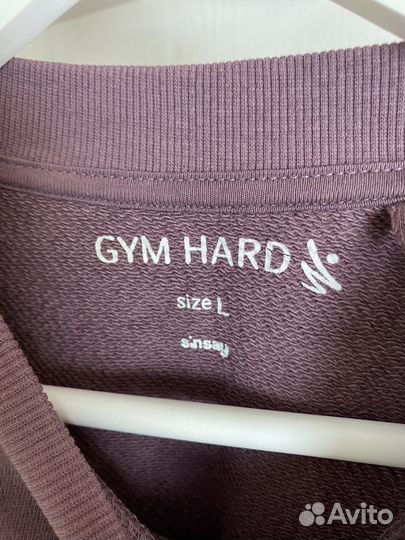 GYM HARD
size L
sinsay
Avito